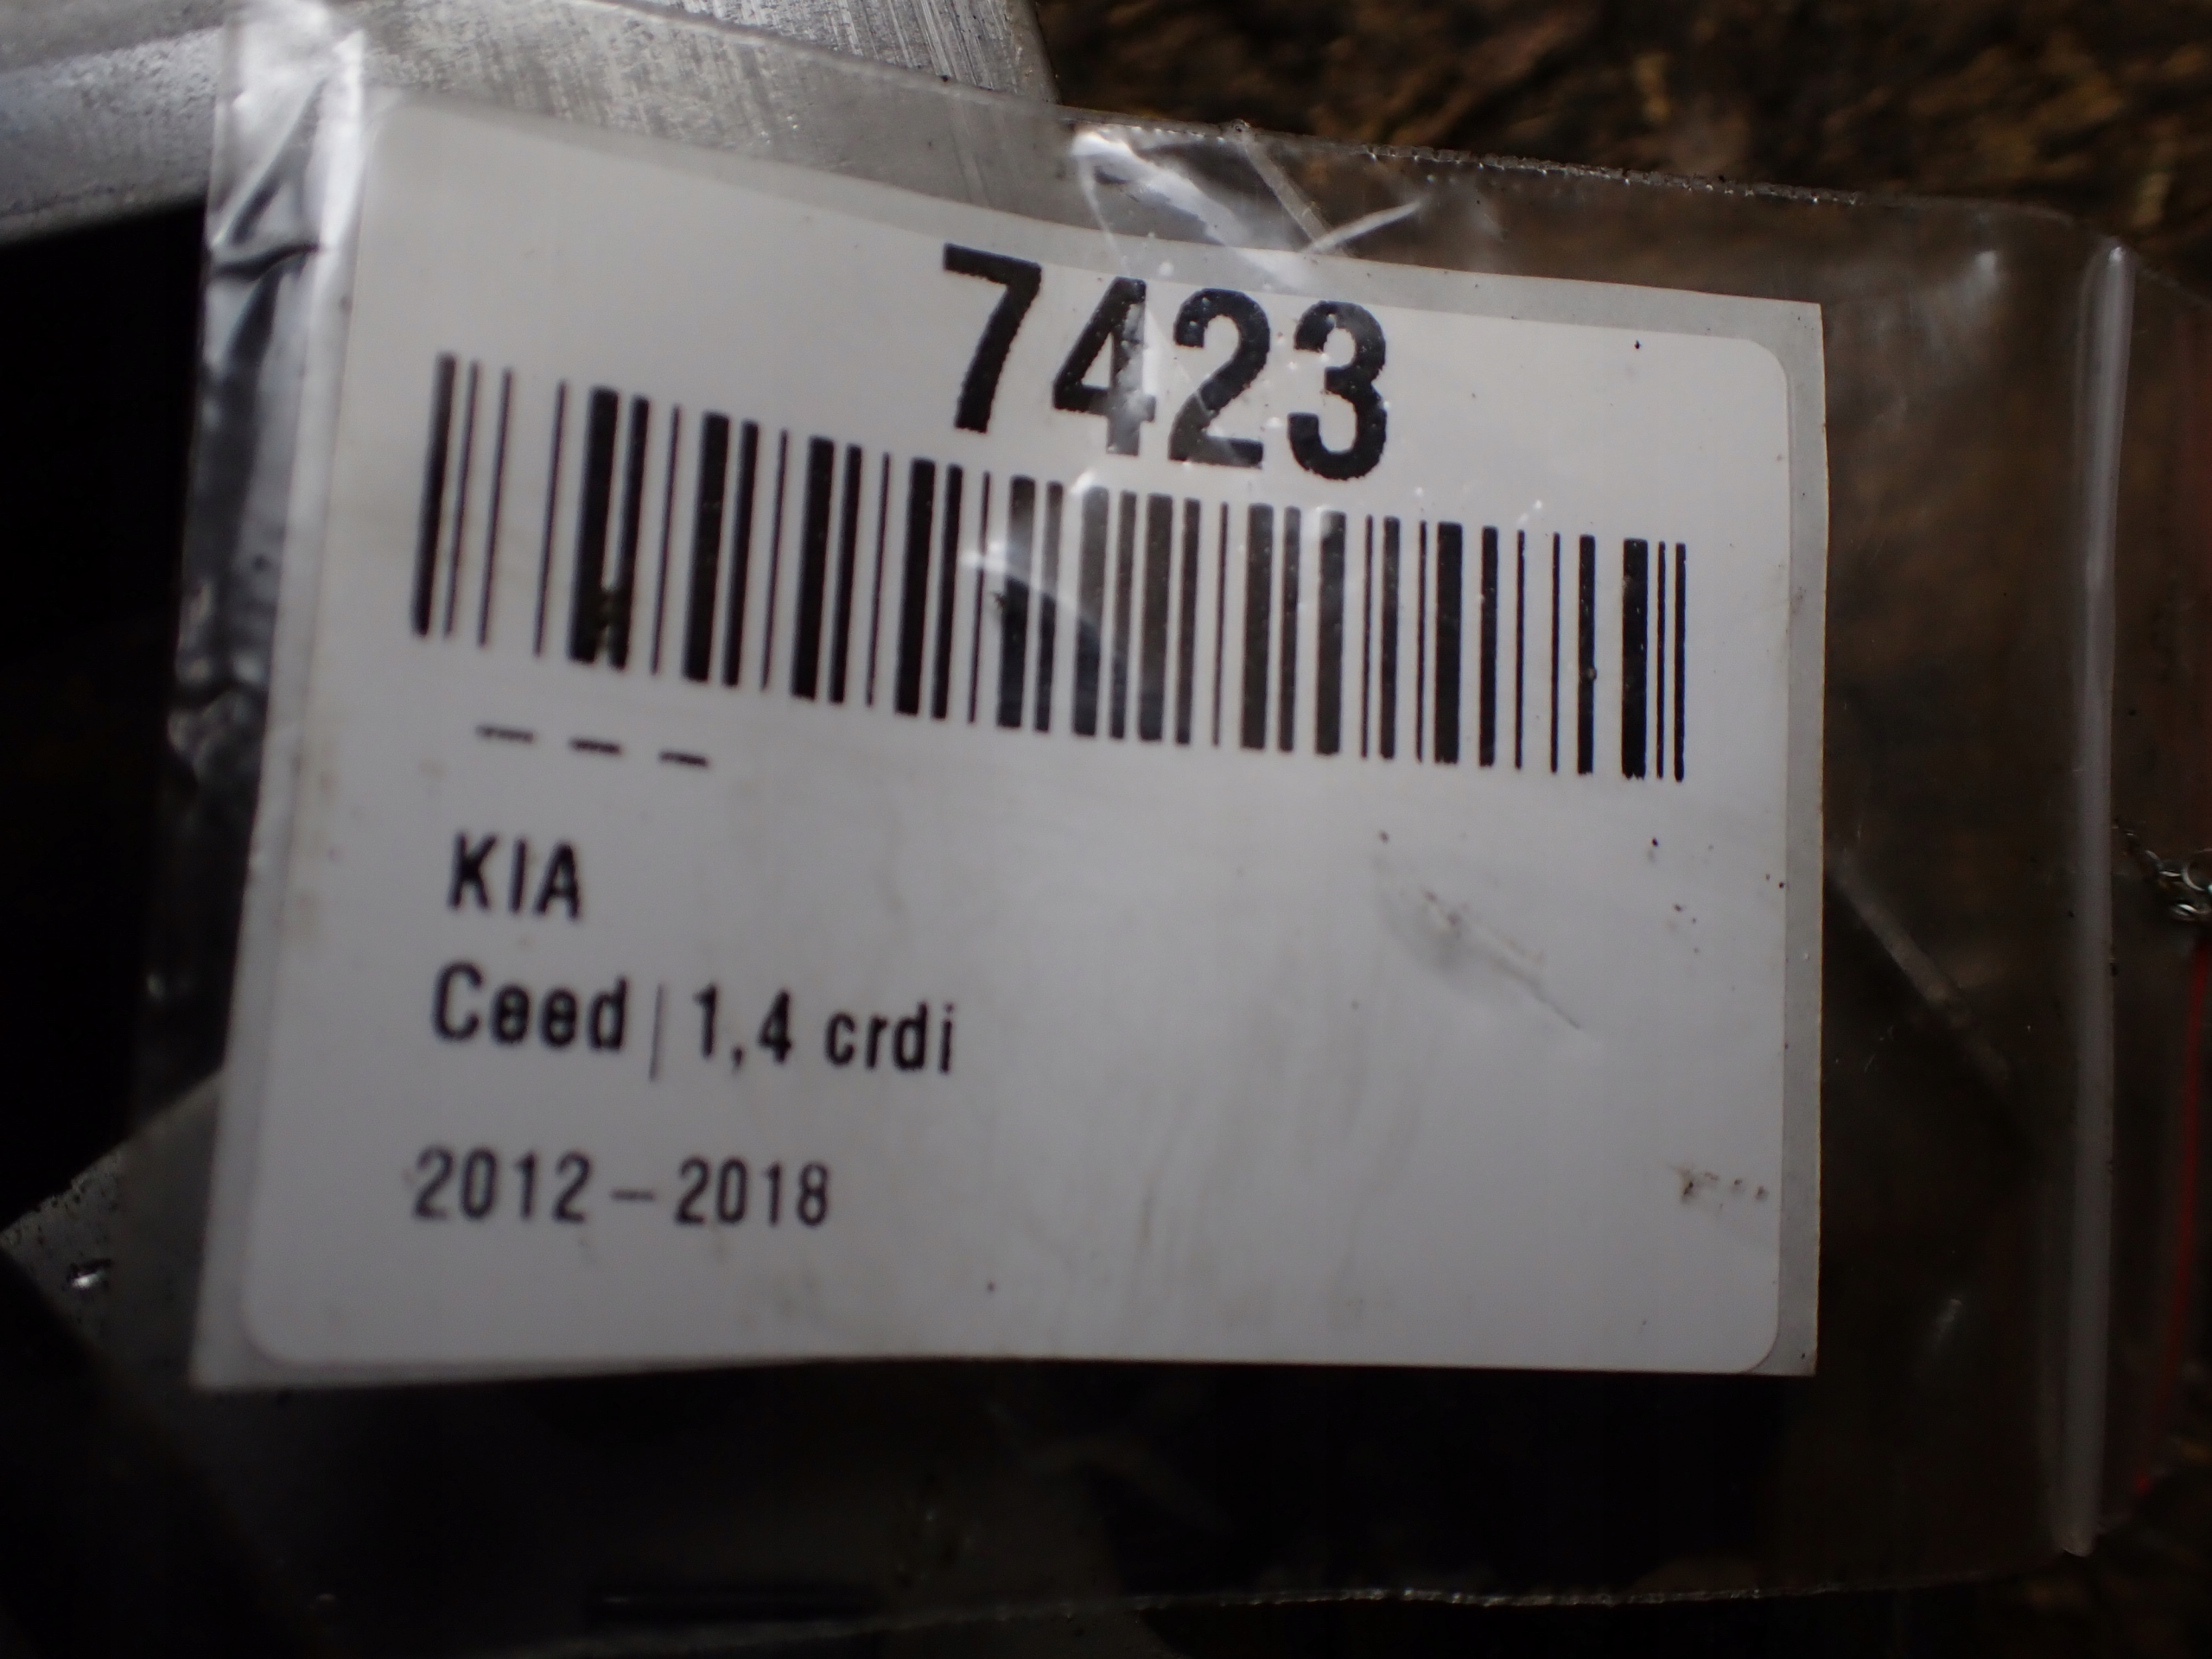 7423
– – –
KIA
Ceed | 1,4 crdi
2012 – 2018